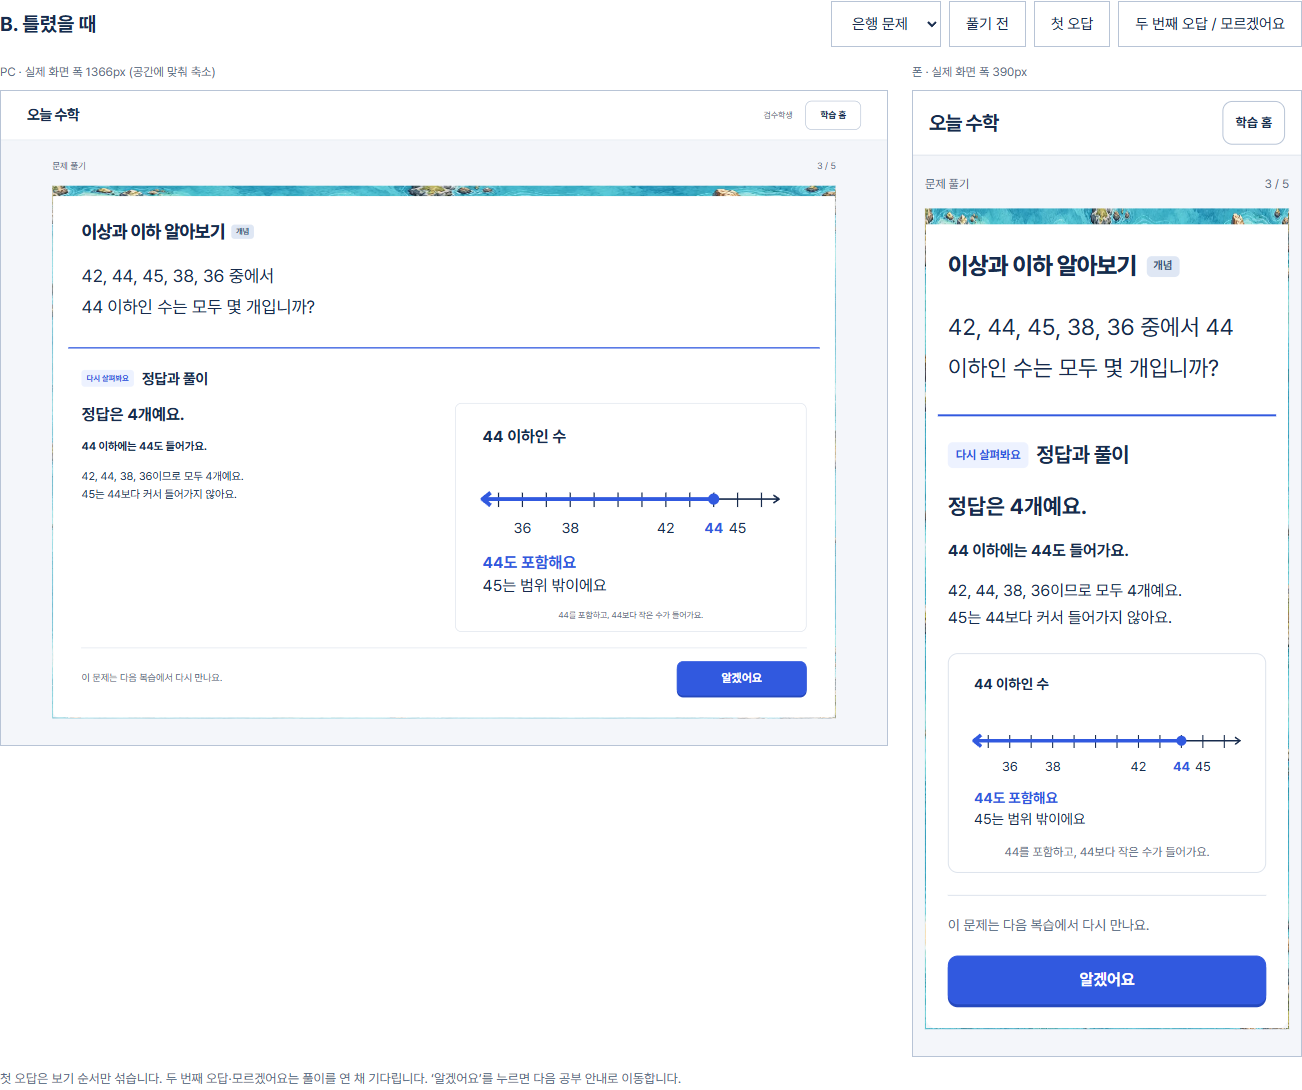 B. 틀렸을 때
은행 문제
풀기 전
첫 오답
두 번째 오답 / 모르겠어요
PC · 실제 화면 폭 1366px (공간에 맞춰 축소)
오늘 수학
검수학생
학습 홈
문제 풀기
3 / 5
이상과 이하 알아보기 개념
42, 44, 45, 38, 36 중에서
44 이하인 수는 모두 몇 개입니까?
다시 살펴봐요 정답과 풀이
정답은 4개예요.
44 이하에는 44도 들어가요.
42, 44, 38, 36이므로 모두 4개예요.
45는 44보다 커서 들어가지 않아요.
44 이하인 수
36 38 42 44 45
44도 포함해요
45는 범위 밖이에요
44를 포함하고, 44보다 작은 수가 들어가요.
이 문제는 다음 복습에서 다시 만나요.
알겠어요
폰 · 실제 화면 폭 390px
오늘 수학
학습 홈
문제 풀기
3 / 5
이상과 이하 알아보기 개념
42, 44, 45, 38, 36 중에서 44
이하인 수는 모두 몇 개입니까?
다시 살펴봐요 정답과 풀이
정답은 4개예요.
44 이하에는 44도 들어가요.
42, 44, 38, 36이므로 모두 4개예요.
45는 44보다 커서 들어가지 않아요.
44 이하인 수
36 38 42 44 45
44도 포함해요
45는 범위 밖이에요
44를 포함하고, 44보다 작은 수가 들어가요.
이 문제는 다음 복습에서 다시 만나요.
알겠어요
첫 오답은 보기 순서만 섞습니다. 두 번째 오답·모르겠어요는 풀이를 연 채 기다립니다. ‘알겠어요’를 누르면 다음 공부 안내로 이동합니다.